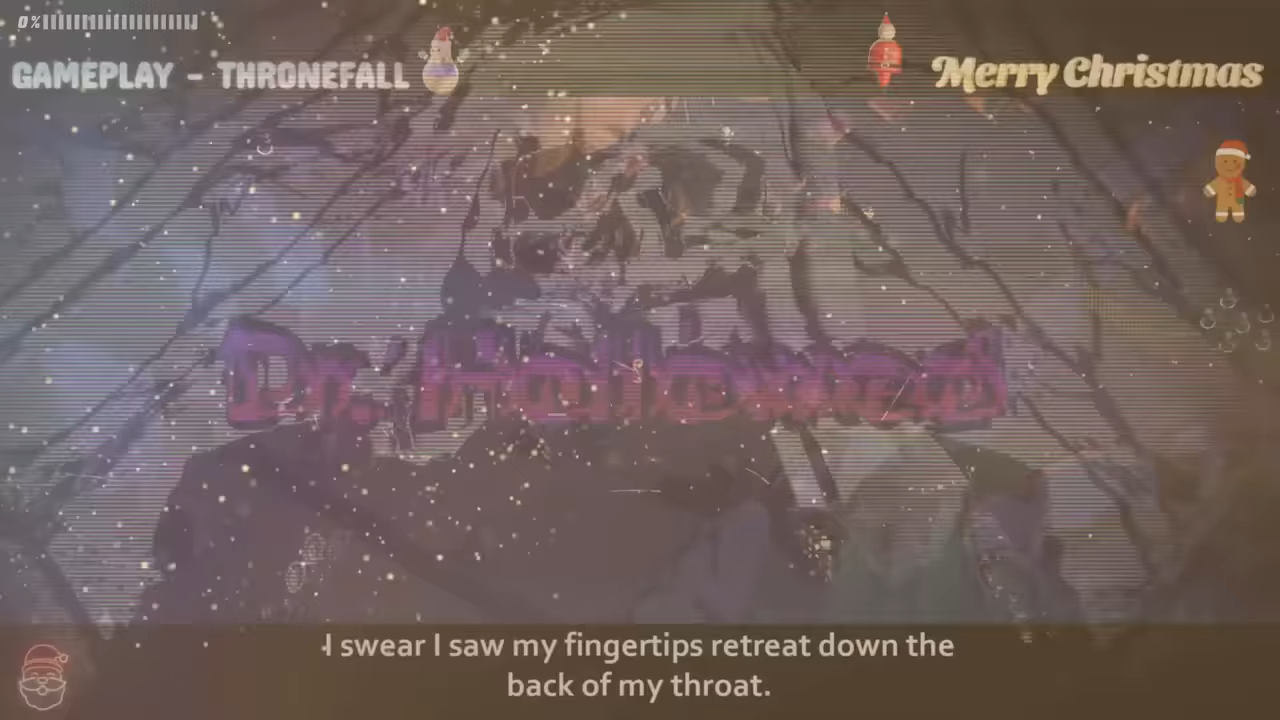 0%
GAMEPLAY - THRONEFALL
Merry Christmas
I swear I saw my fingertips retreat down the
back of my throat.